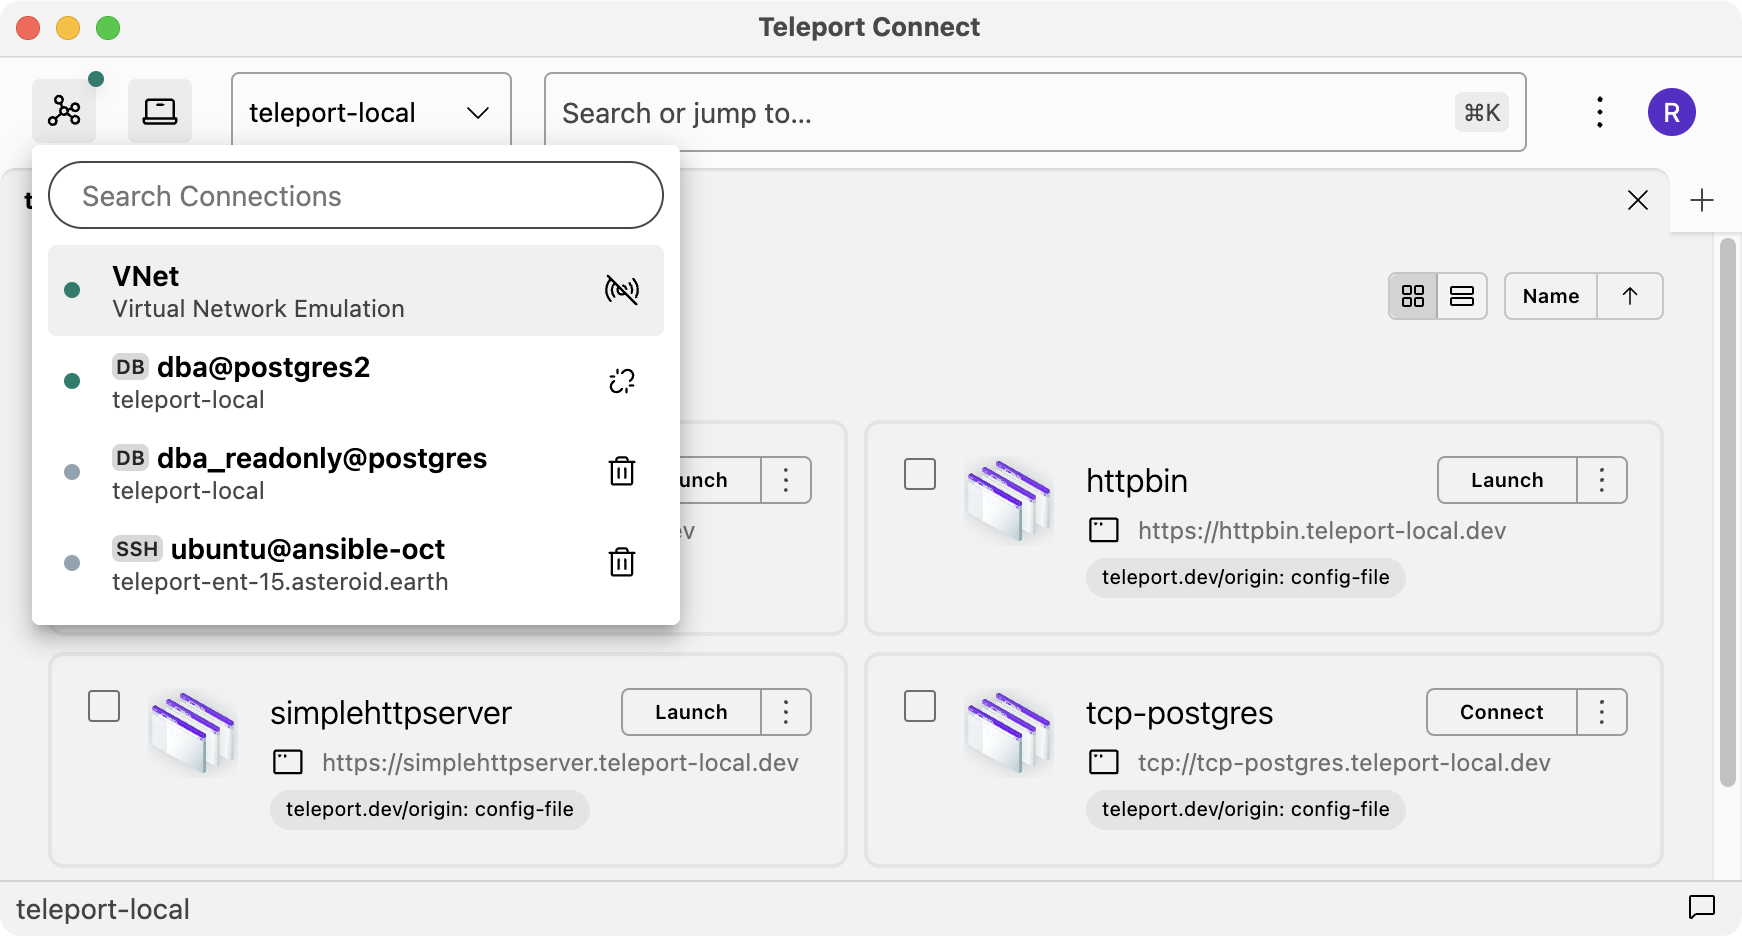 Teleport Connect
teleport-local
Search or jump to...
⌘K
R
Search Connections
VNet
Virtual Network Emulation
DB dba@postgres2
teleport-local
DB dba_readonly@postgres
teleport-local
SSH ubuntu@ansible-oct
teleport-ent-15.asteroid.earth
Name
httpbin
Launch
https://httpbin.teleport-local.dev
teleport.dev/origin: config-file
simplehttpserver
Launch
https://simplehttpserver.teleport-local.dev
teleport.dev/origin: config-file
tcp-postgres
Connect
tcp://tcp-postgres.teleport-local.dev
teleport.dev/origin: config-file
teleport-local